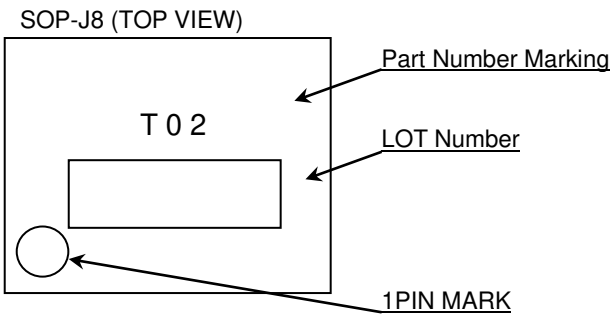 SOP-J8 (TOP VIEW)
Part Number Marking
T 0 2
LOT Number
1PIN MARK